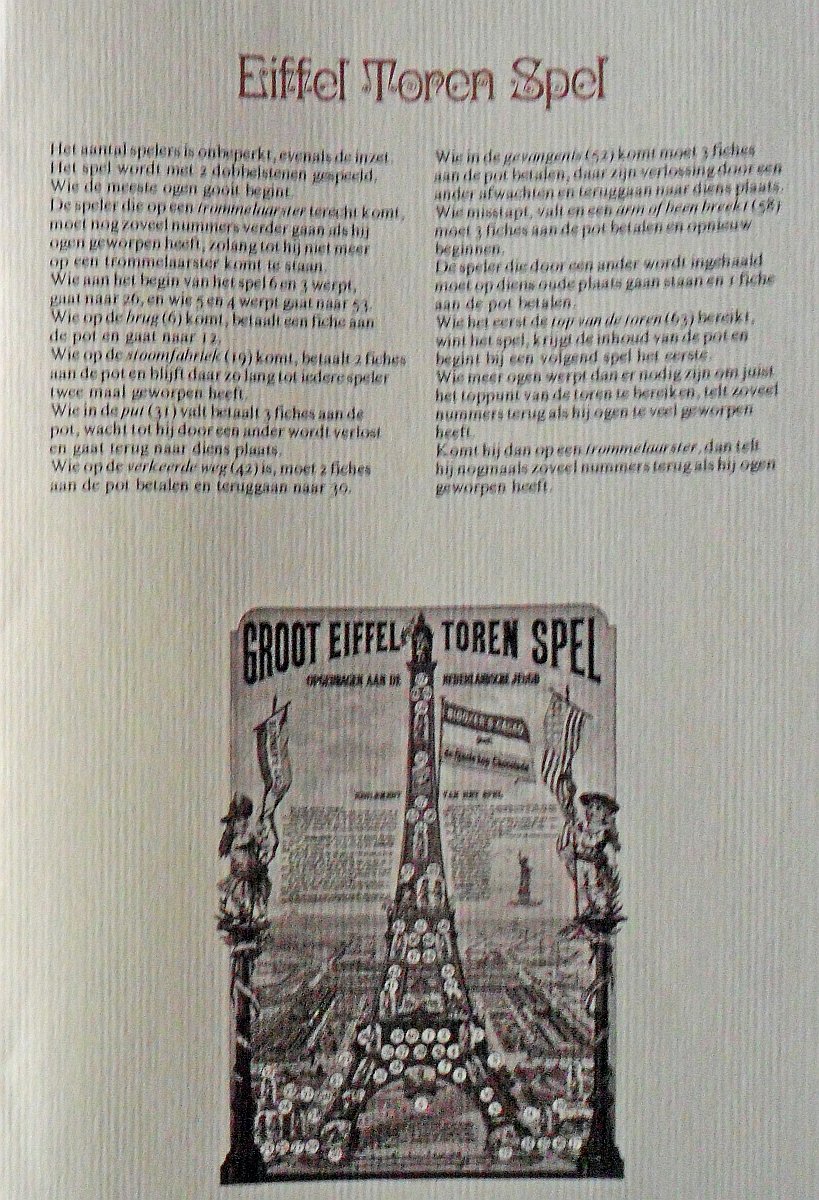 Eiffel Toren Spel
Het aantal spelers is onbeperkt, evenals de inzet.
Het spel wordt met 2 dobbelstenen gespeeld.
Wie de meeste ogen gooit begint.
De speler die op een trommelaarster terecht komt,
moet nog zoveel nummers verder gaan als hij
ogen geworpen heeft, zolang tot hij niet meer
op een trommelaarster komt te staan.
Wie aan het begin van het spel 6 en 3 werpt,
gaat naar 26, en wie 5 en 4 werpt gaat naar 53.
Wie op de brug (6) komt, betaalt een fiche aan
de pot en gaat naar 12.
Wie op de stoomfabriek (19) komt, betaalt 2 fiches
aan de pot en blijft daar zo lang tot iedere speler
twee maal geworpen heeft.
Wie in de put (31) valt betaalt 3 fiches aan de
pot, wacht tot hij door een ander wordt verlost
en gaat terug naar diens plaats.
Wie op de verkeerde weg (42) is, moet 2 fiches
aan de pot betalen en teruggaan naar 30.
Wie in de gevangenis (52) komt moet 3 fiches
aan de pot betalen, daar zijn verlossing door een
ander afwachten en teruggaan naar diens plaats.
Wie misstapt, valt en een arm of been breekt (58)
moet 3 fiches aan de pot betalen en opnieuw
beginnen.
De speler die door een ander wordt ingehaald
moet op diens oude plaats gaan staan en 1 fiche
aan de pot betalen.
Wie het eerst de top van de toren (63) bereikt,
wint het spel, krijgt de inhoud van de pot en
begint bij een volgend spel het eerste.
Wie meer ogen werpt dan er nodig zijn om juist
het toppunt van de toren te bereiken, telt zoveel
nummers terug als hij ogen te veel geworpen
heeft.
Komt hij dan op een trommelaarster, dan telt
hij nogmaals zoveel nummers terug als hij ogen
geworpen heeft.
GROOT EIFFEL TOREN SPEL
OPGEDRAGEN AAN DE NEDERLANDSCHE JEUGD
REGLEMENT VAN HET SPEL